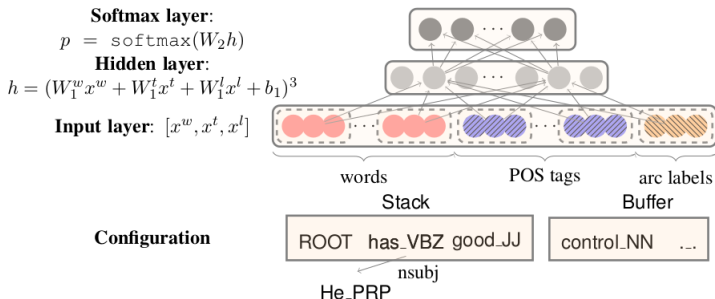 Softmax layer:
p = softmax(W₂h)
Hidden layer:
h = (W₁ʷxʷ + W₁ᵗxᵗ + W₁ˡxˡ + b₁)³
Input layer: [xʷ, xᵗ, xˡ]
···
···
··· ···
words POS tags arc labels
Stack Buffer
Configuration ROOT has_VBZ good_JJ control_NN ._.
nsubj
He_PRP